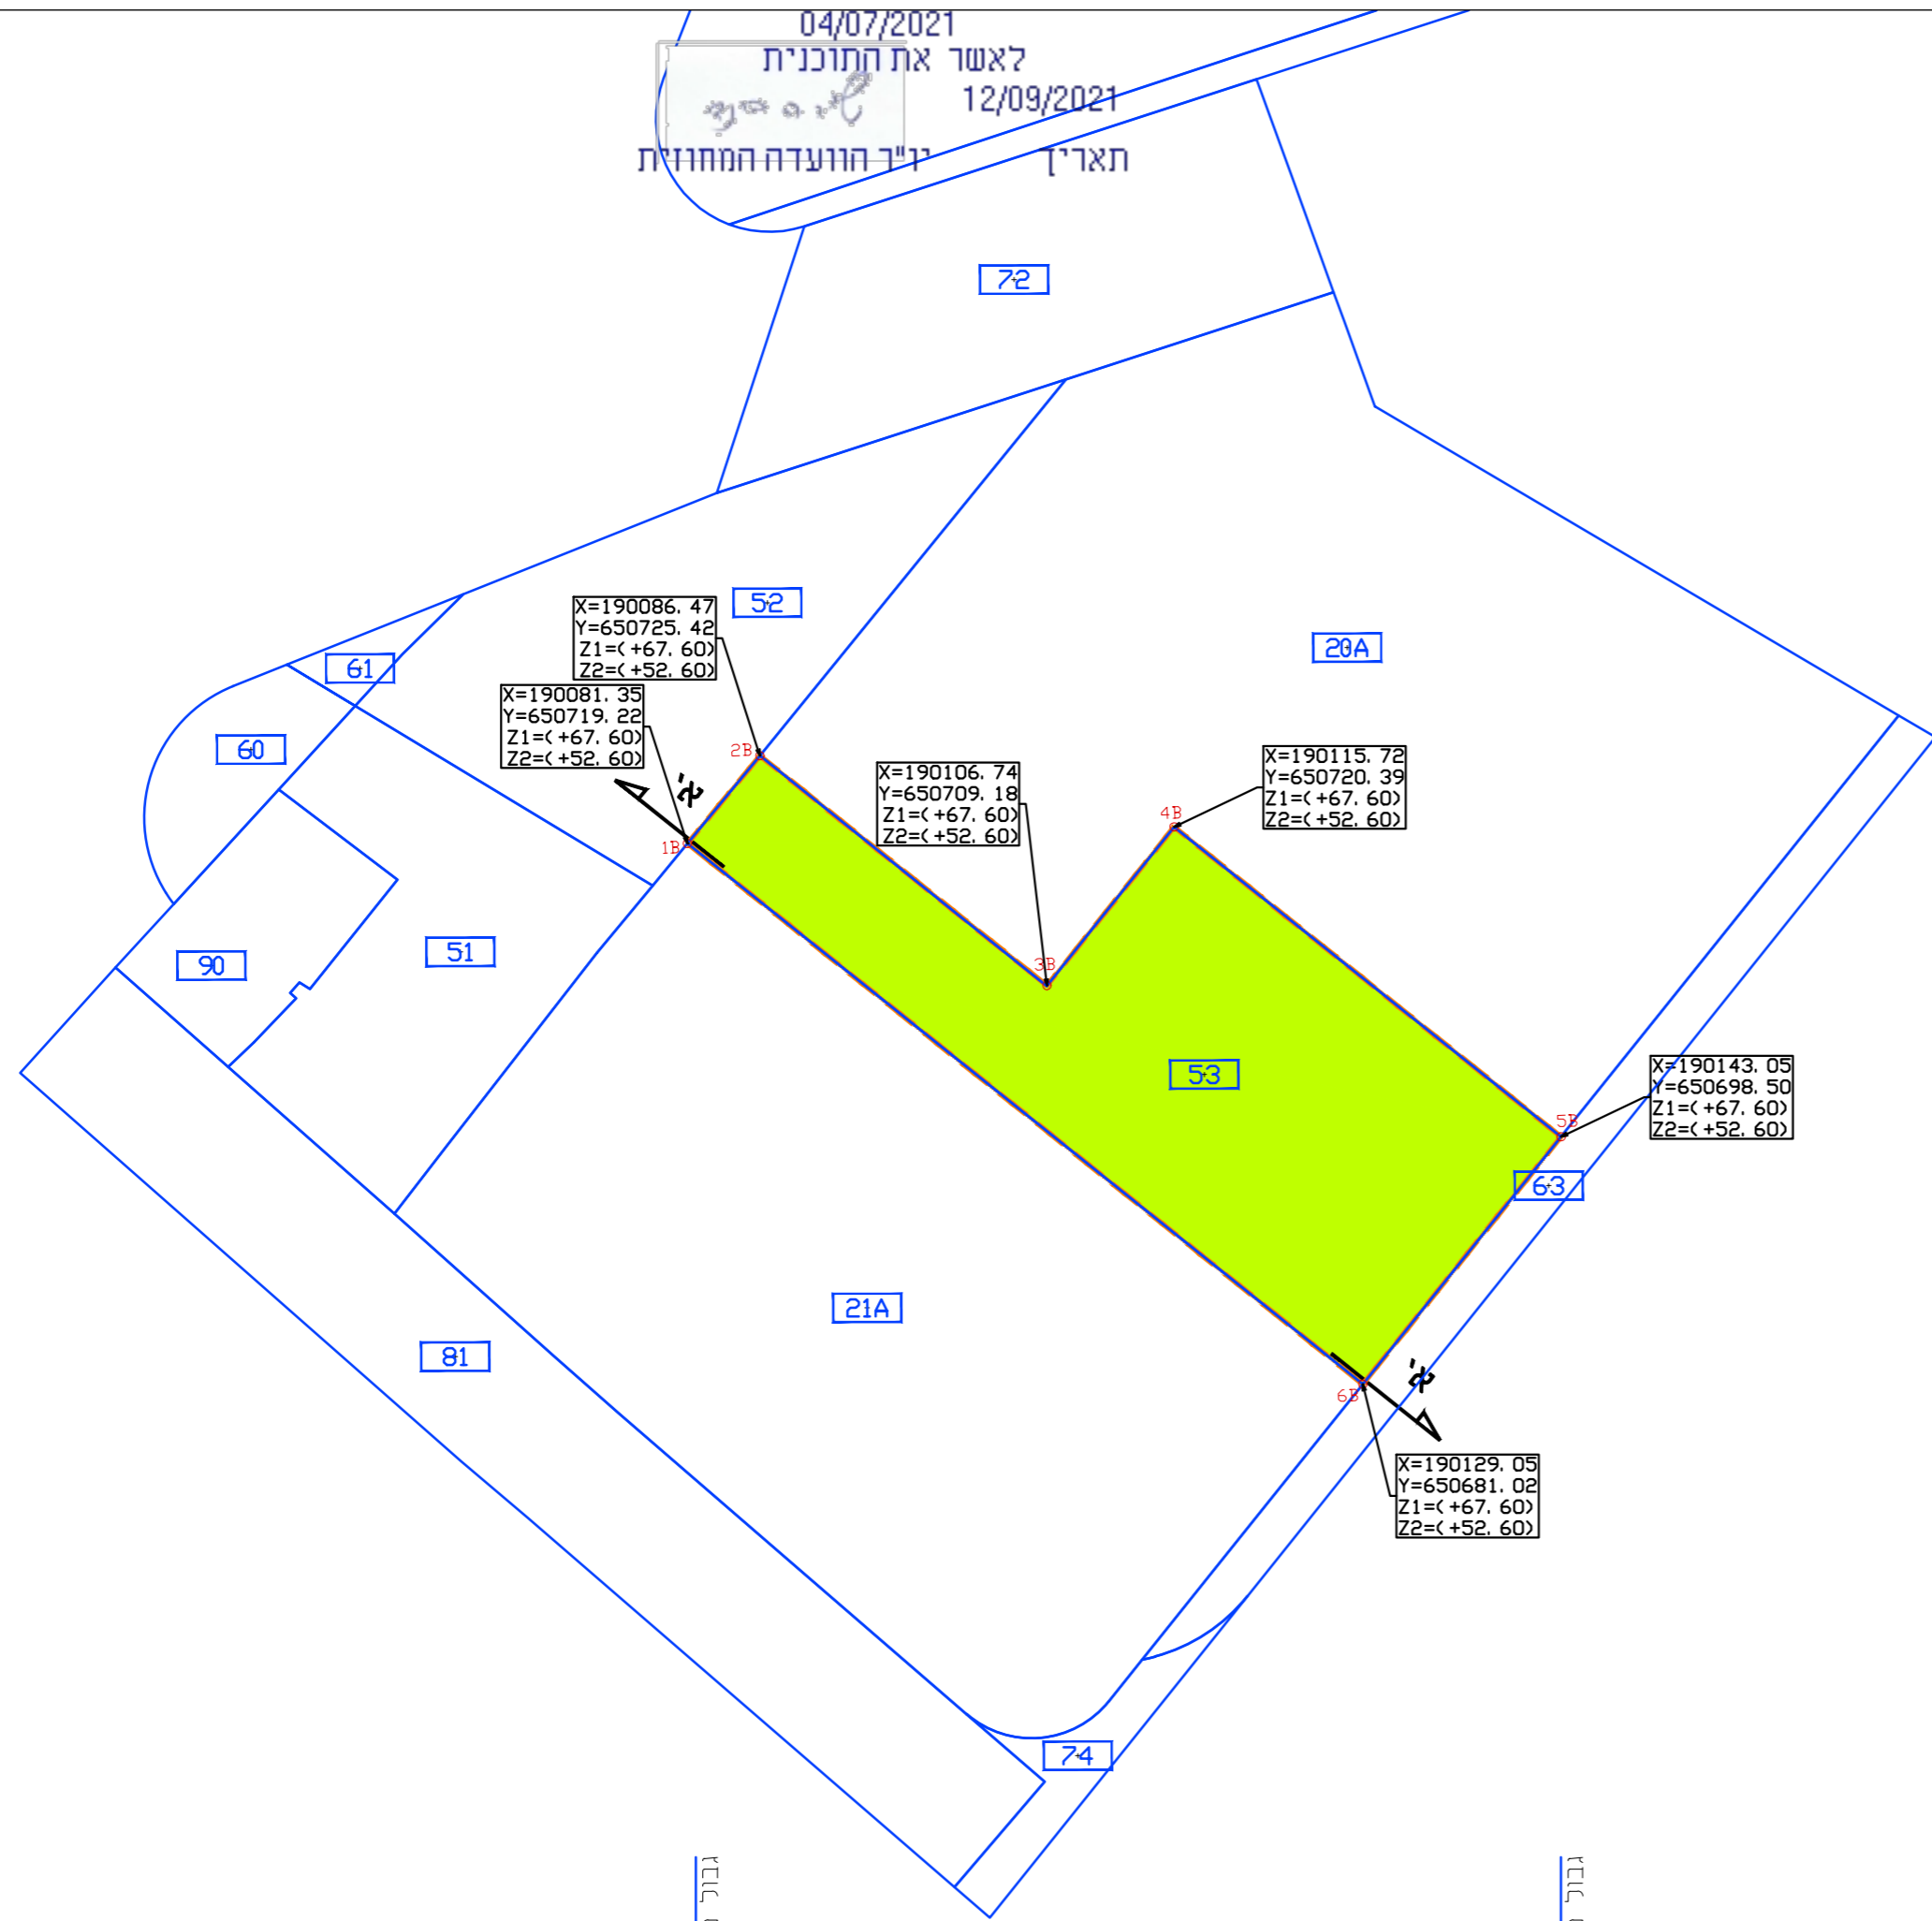 04/07/2021
לאשר את התוכנית
12/09/2021
יו"ר הוועדה המחוזית
תאריך
72
52
X=190086. 47
Y=650725. 42
Z1=(+67. 60)
Z2=(+52. 60)
20A
61
X=190081. 35
Y=650719. 22
Z1=(+67. 60)
Z2=(+52. 60)
60
2B
א'
1B
X=190106. 74
Y=650709. 18
Z1=(+67. 60)
Z2=(+52. 60)
X=190115. 72
Y=650720. 39
Z1=(+67. 60)
Z2=(+52. 60)
4B
3B
51
90
53
X=190143. 05
Y=650698. 50
Z1=(+67. 60)
Z2=(+52. 60)
5B
63
21A
81
א'
6B
X=190129. 05
Y=650681. 02
Z1=(+67. 60)
Z2=(+52. 60)
74
גבול
גבול